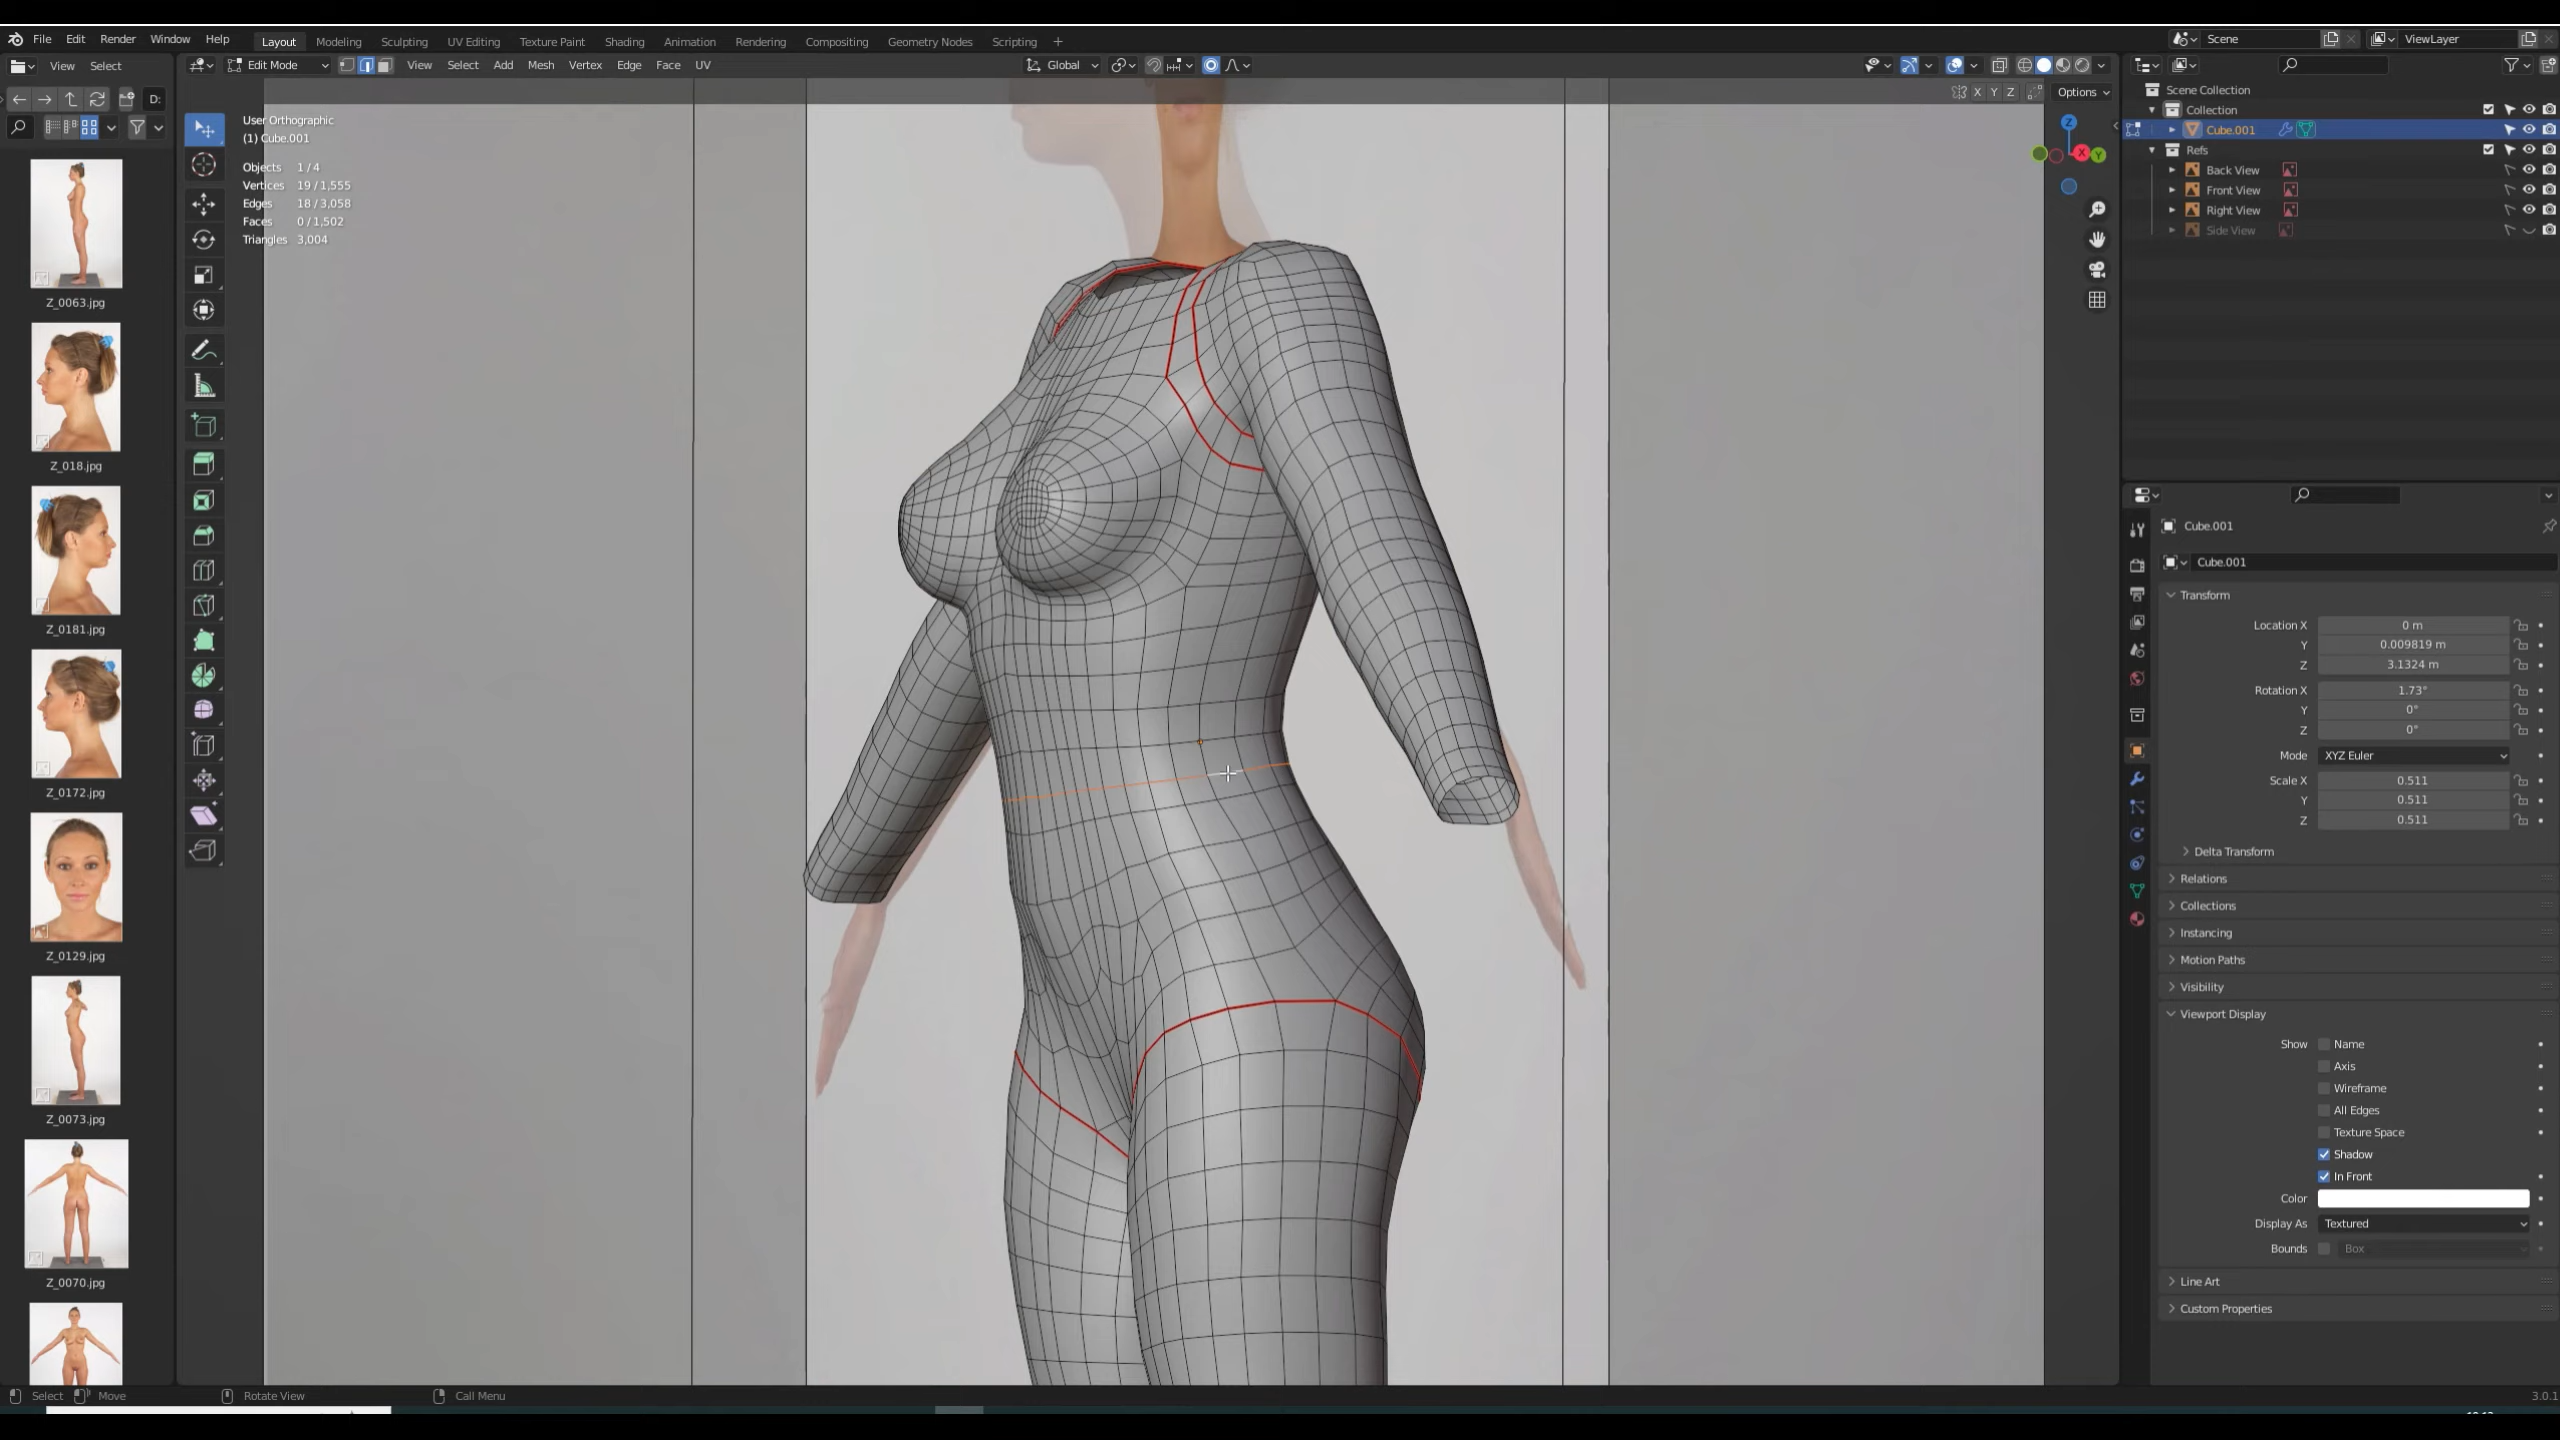 File Edit Render Window Help Layout Modeling Sculpting UV Editing Texture Paint Shading Animation Rendering Compositing Geometry Nodes Scripting + Scene ViewLayer
View Select Edit Mode View Select Add Mesh Vertex Edge Face UV Global
D: X Y Z Options
User Orthographic
(1) Cube.001
Objects 1 / 4
Vertices 19 / 1,555
Edges 18 / 3,058
Faces 0 / 1,502
Triangles 3,004
Z
X
Y
Z_0063.jpg
Z_018.jpg
Z_0181.jpg
Z_0172.jpg
Z_0129.jpg
Z_0073.jpg
Z_0070.jpg
Scene Collection
Collection
Cube.001
Refs
Back View
Front View
Right View
Side View
Cube.001
Cube.001
Transform
Location X 0 m
Y 0.009819 m
Z 3.1324 m
Rotation X 1.73°
Y 0°
Z 0°
Mode XYZ Euler
Scale X 0.511
Y 0.511
Z 0.511
Delta Transform
Relations
Collections
Instancing
Motion Paths
Visibility
Viewport Display
Show Name
Axis
Wireframe
All Edges
Texture Space
Shadow
In Front
Color
Display As Textured
Bounds Box
Line Art
Custom Properties
Select Move Rotate View Call Menu 3.0.1